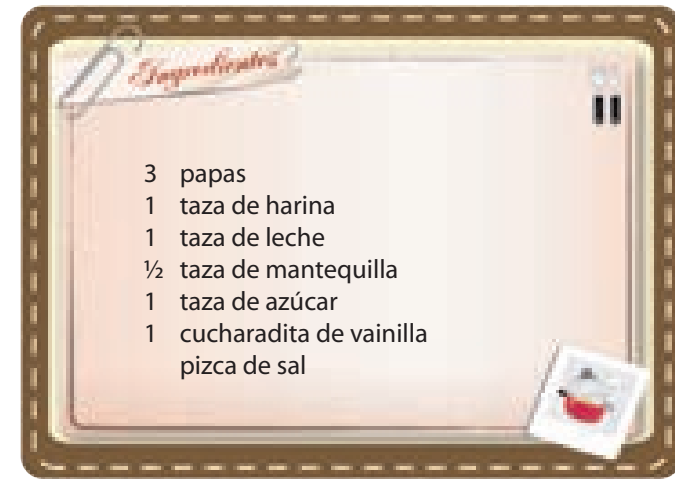 Ingredientes
3 papas
1 taza de harina
1 taza de leche
½ taza de mantequilla
1 taza de azúcar
1 cucharadita de vainilla
pizca de sal